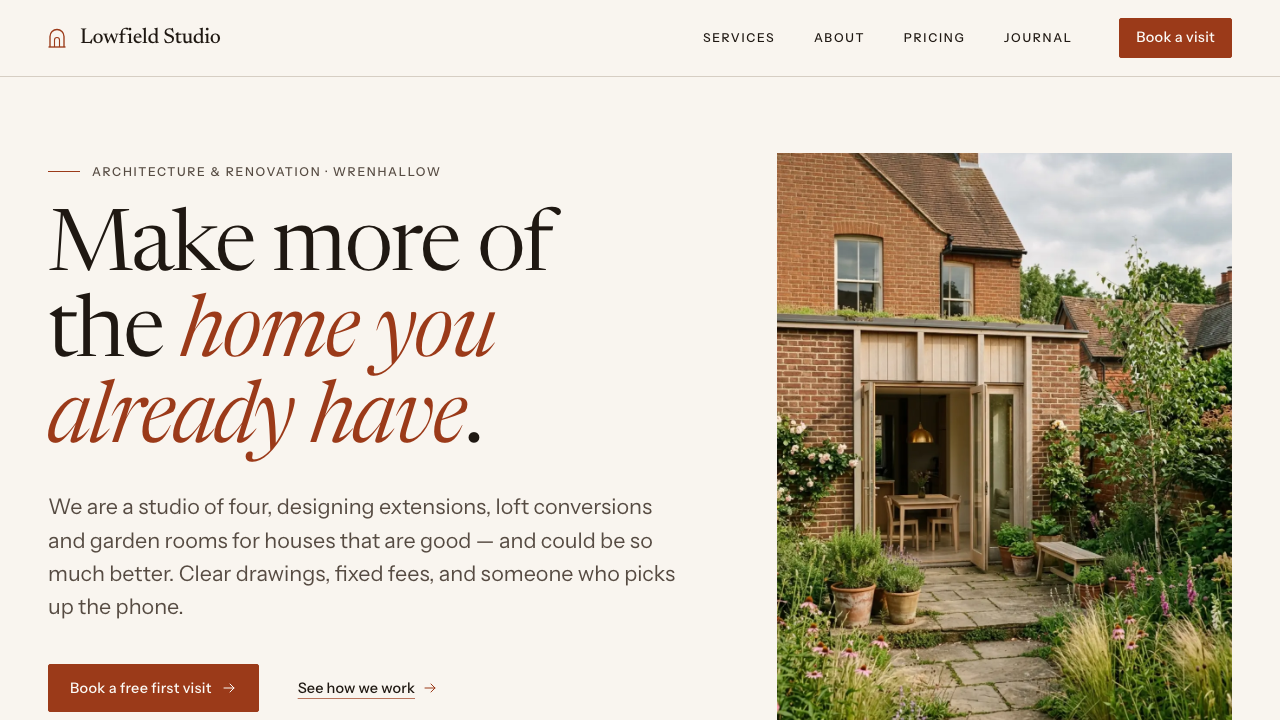 Lowfield Studio
SERVICES
ABOUT
PRICING
JOURNAL
Book a visit
ARCHITECTURE & RENOVATION · WRENHALLOW
Make more of
the home you
already have.
We are a studio of four, designing extensions, loft conversions
and garden rooms for houses that are good — and could be so
much better. Clear drawings, fixed fees, and someone who picks
up the phone.
Book a free first visit →
See how we work →